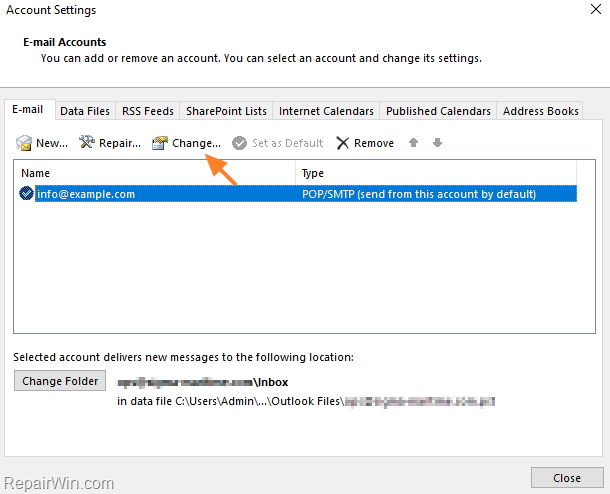 Account Settings
E-mail Accounts
You can add or remove an account. You can select an account and change its settings.
E-mail Data Files RSS Feeds SharePoint Lists Internet Calendars Published Calendars Address Books
New... Repair... Change... Set as Default Remove
Name Type
info@example.com POP/SMTP (send from this account by default)
Selected account delivers new messages to the following location:
Change Folder \Inbox
in data file C:\Users\Admin\...\Outlook Files\
RepairWin.com
Close